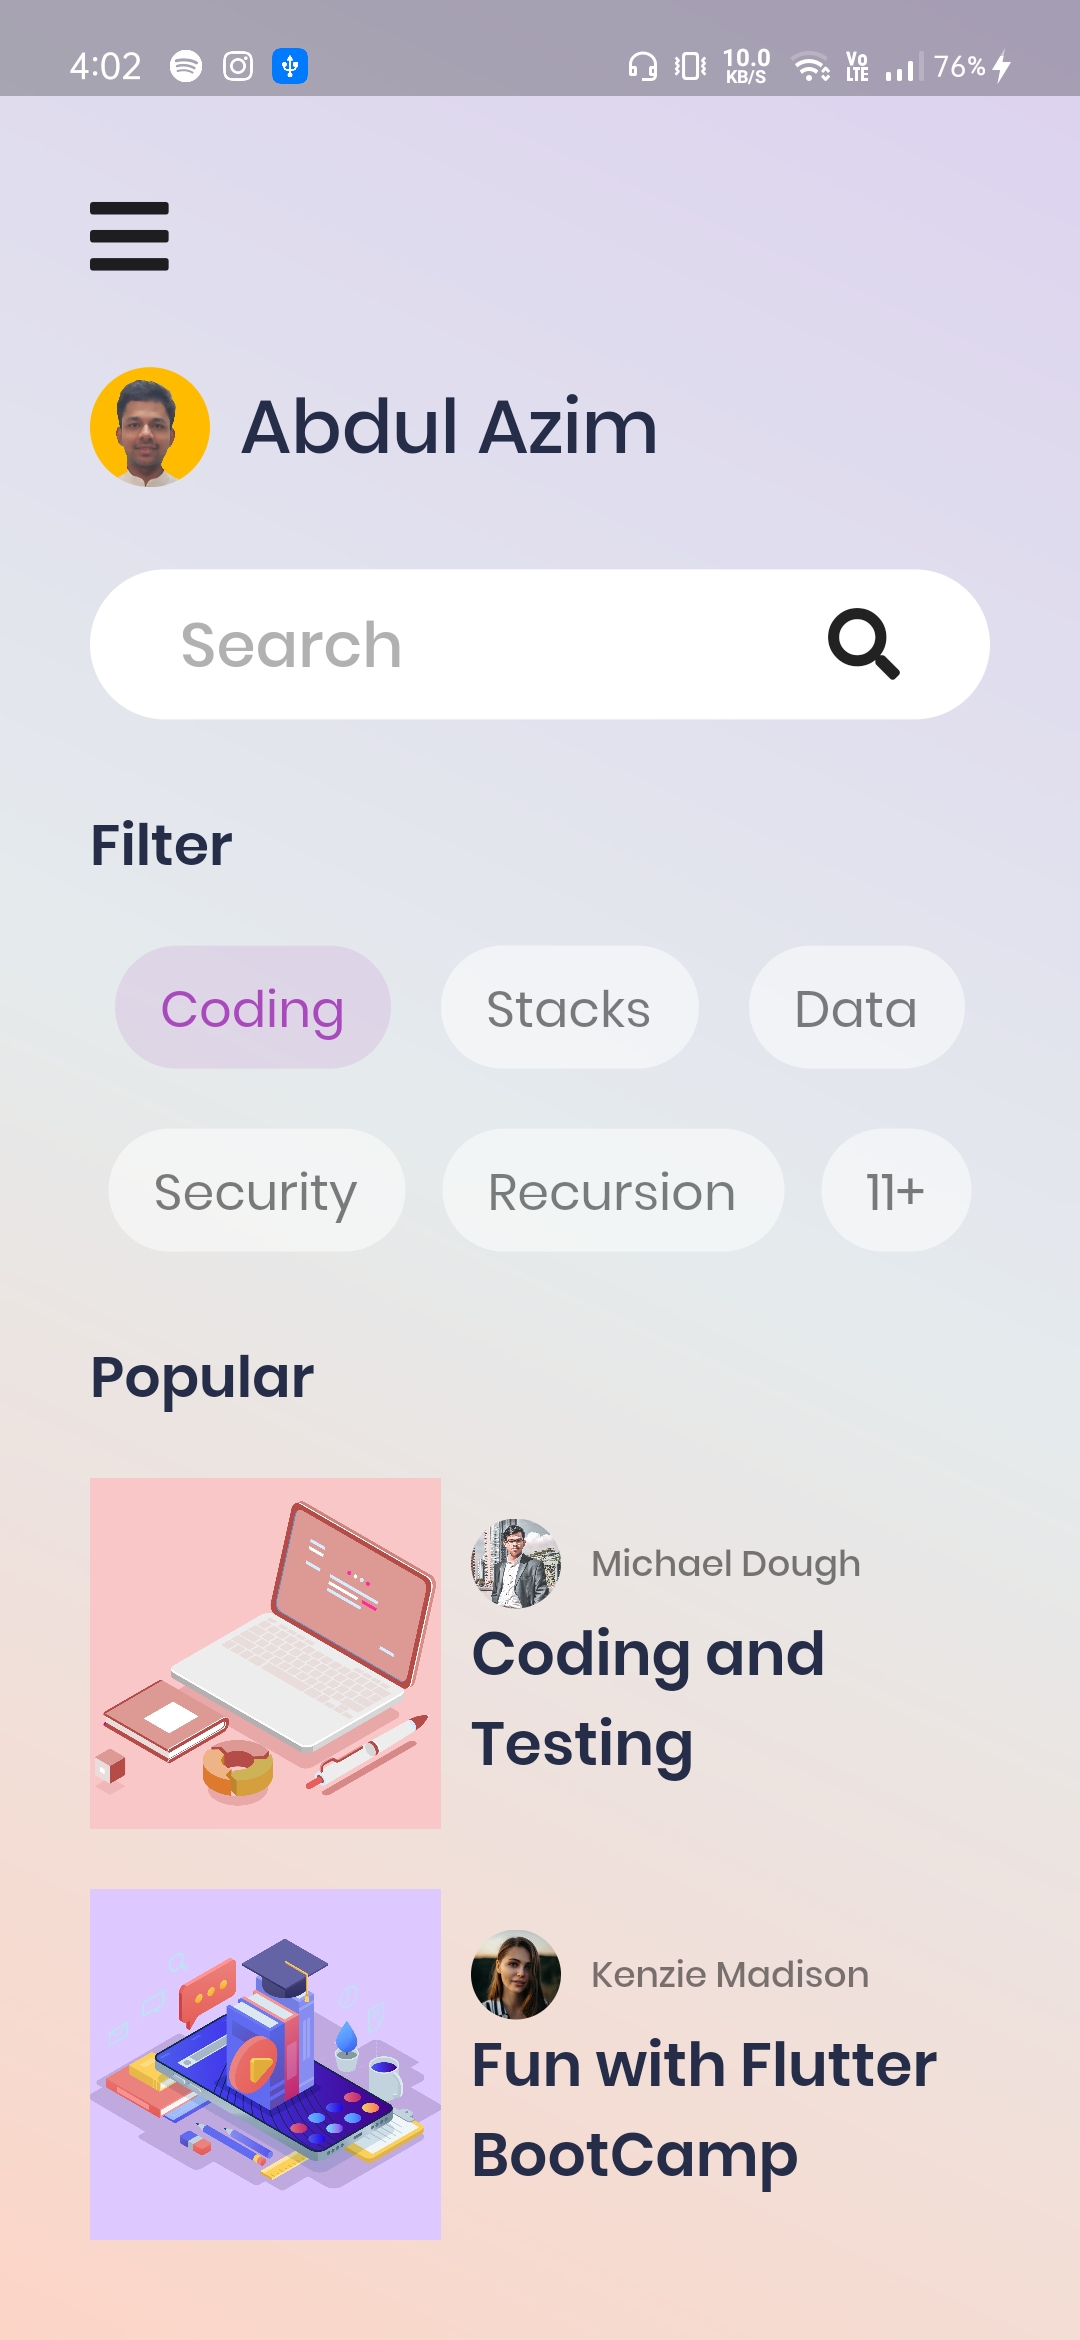 4:02 10.0 KB/S Vo LTE 76%
Abdul Azim
Search
Filter
Coding Stacks Data
Security Recursion 11+
Popular
Michael Dough
Coding and
Testing
Kenzie Madison
Fun with Flutter
BootCamp